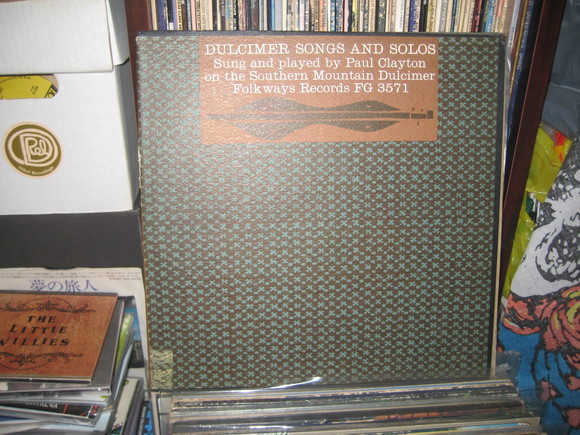 DULCIMER SONGS AND SOLOS
Sung and played by Paul Clayton
on the Southern Mountain Dulcimer
Folkways Records FG 3571
夢の旅人
THE
LITTLE
WILLIES